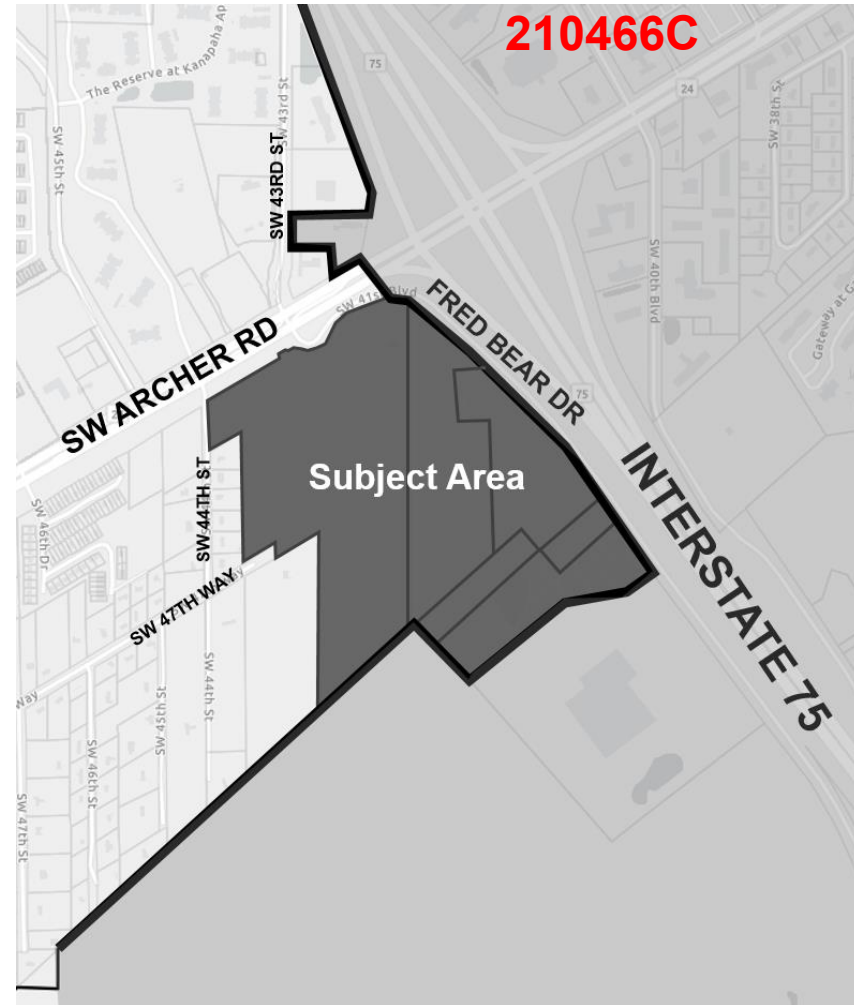 210466C
The Reserve at Kanapaha Ap
75
24
SW 38th St
SW 43rd St
SW 43RD ST
SW 45th St
SW 40th Blvd
Gateway at G
SW 41st Blvd
FRED BEAR DR
SW ARCHER RD
75
Subject Area
INTERSTATE 75
SW 46th Dr
SW 44TH ST
SW 47TH WAY
Way
SW 44th St
SW 45th St
SW 46th St
SW 47th St